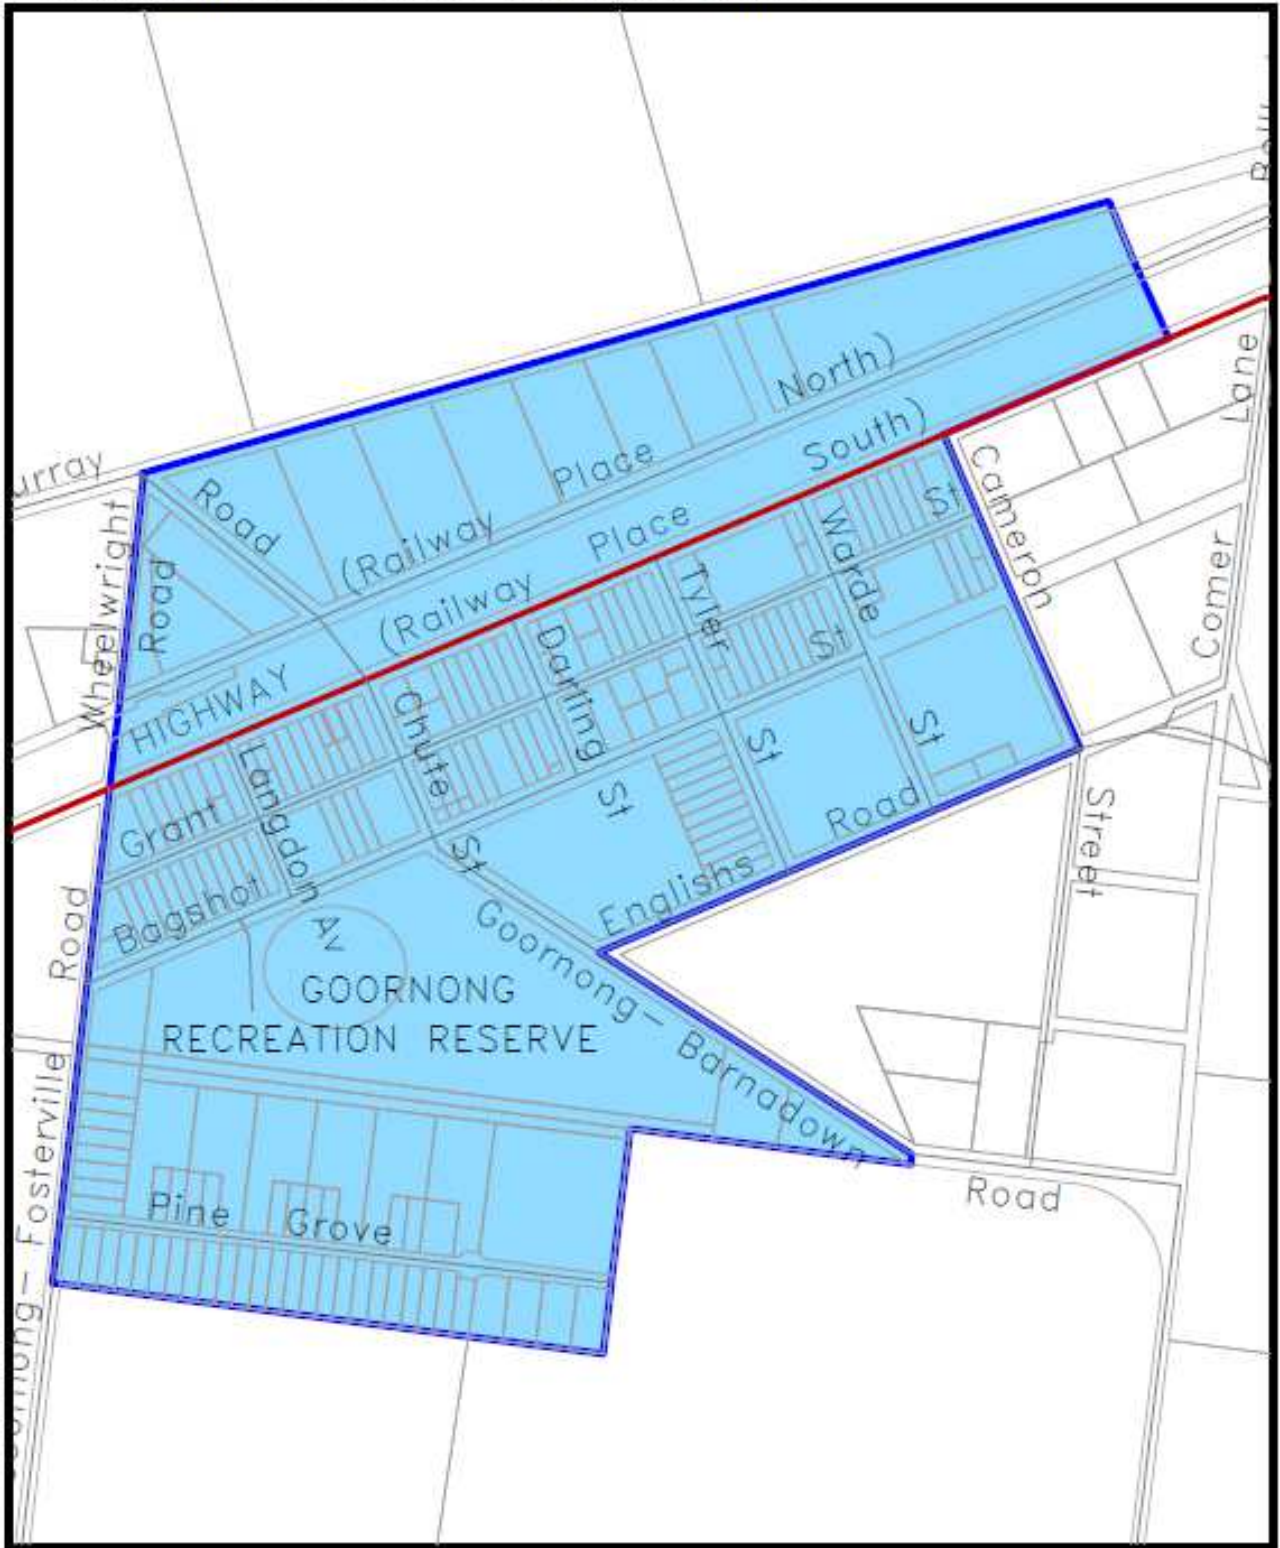 urray
Road
Wheelwright
Road
(Railway
Place
North)
HIGHWAY
(Railway
Place
South)
Cameron
Street
Comer
Lane
Grant
St
Bagshot
St
Langdon
Av
Chute
St
Darling
St
Tyler
St
Warde
St
Englishs
Road
Goornong–
Barnadown
Road
GOORNONG
RECREATION RESERVE
Road
Fosterville
Pine
Grove